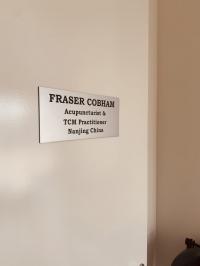 FRASER COBHAM
Acupuncturist &
TCM Practitioner
Nanjing China